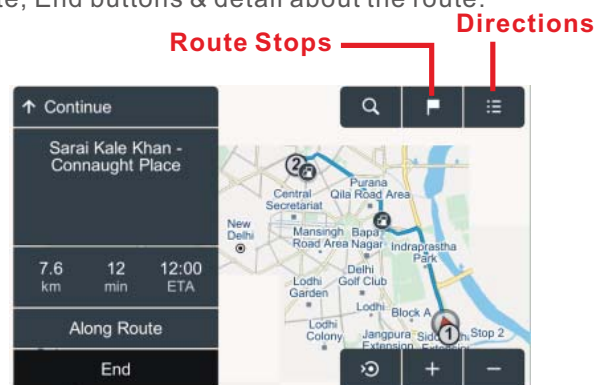 te, End buttons & detail about the route.
Directions
Route Stops
Continue
Sarai Kale Khan -
Connaught Place
7.6 12 12:00
km min ETA
Along Route
End
2
Purana
Central Qila Road Area
Secretariat
New
Delhi
Mansingh Bapa
Road Area Nagar Indraprastha
Park
Delhi
Lodhi Golf Club
Garden
Lodhi Block A
Lodhi
Colony
1
Jangpura Stop 2
Extension